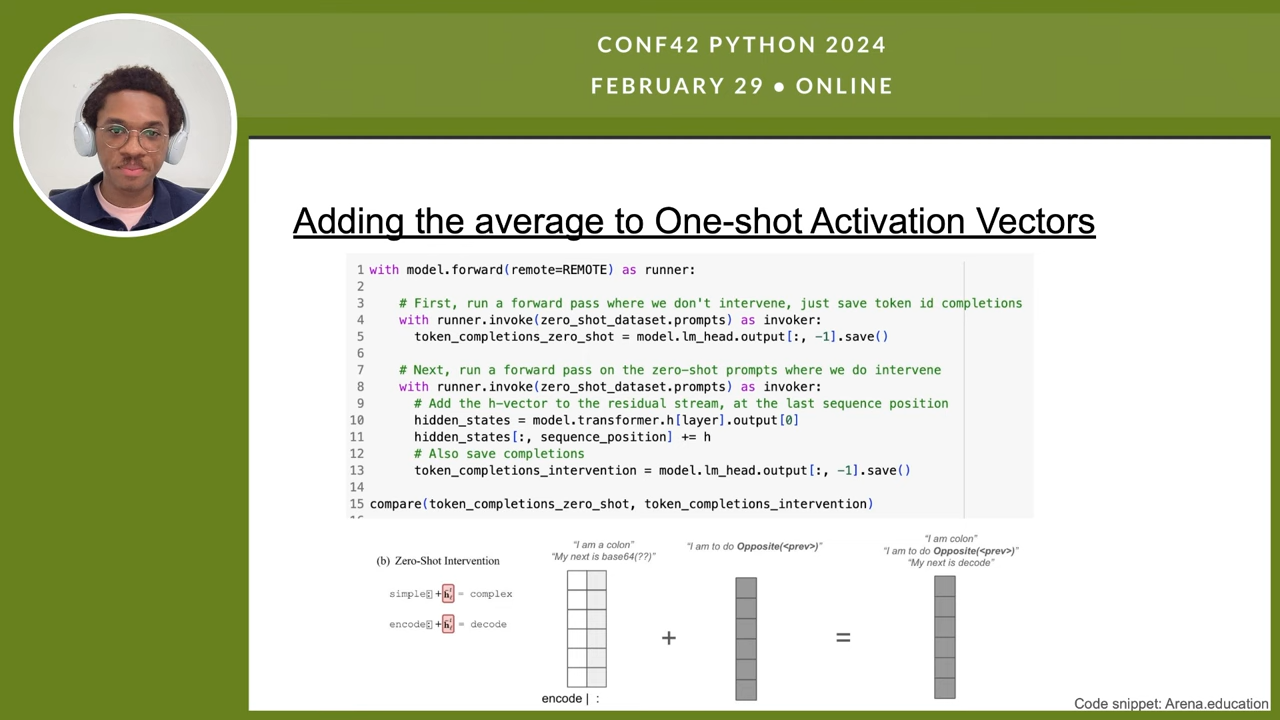 CONF42 PYTHON 2024
FEBRUARY 29 ● ONLINE
Adding the average to One-shot Activation Vectors
1 with model.forward(remote=REMOTE) as runner:
2
3 # First, run a forward pass where we don't intervene, just save token id completions
4 with runner.invoke(zero_shot_dataset.prompts) as invoker:
5 token_completions_zero_shot = model.lm_head.output[:, -1].save()
6
7 # Next, run a forward pass on the zero-shot prompts where we do intervene
8 with runner.invoke(zero_shot_dataset.prompts) as invoker:
9 # Add the h-vector to the residual stream, at the last sequence position
10 hidden_states = model.transformer.h[layer].output[0]
11 hidden_states[:, sequence_position] += h
12 # Also save completions
13 token_completions_intervention = model.lm_head.output[:, -1].save()
14
15 compare(token_completions_zero_shot, token_completions_intervention)
(b) Zero-Shot Intervention
simple: + h = complex
encode: + h = decode
"I am a colon"
"My next is base64(??)"
encode | :
+
"I am to do Opposite(<prev>)"
=
"I am colon"
"I am to do Opposite(<prev>)"
"My next is decode"
Code snippet: Arena.education